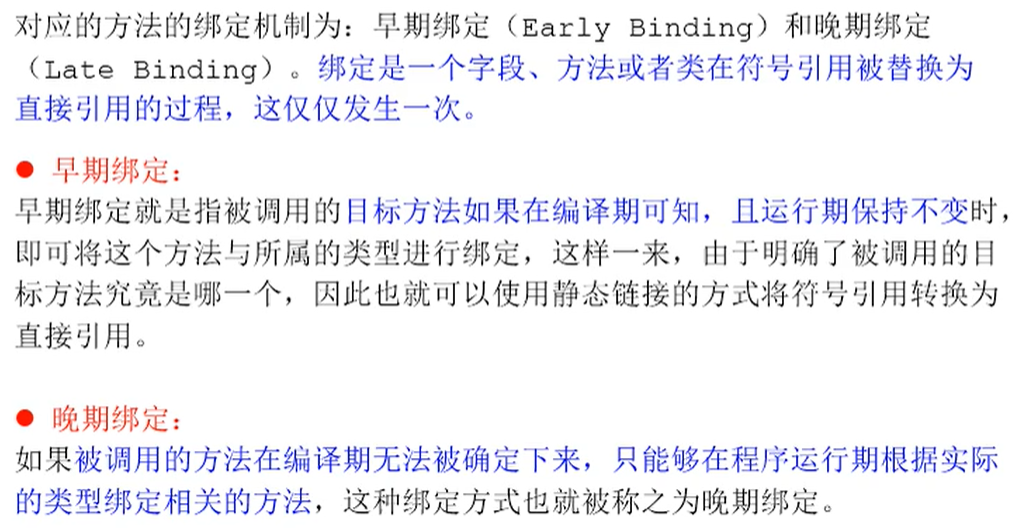 对应的方法的绑定机制为：早期绑定（Early Binding）和晚期绑定
（Late Binding）。绑定是一个字段、方法或者类在符号引用被替换为
直接引用的过程，这仅仅发生一次。
● 早期绑定：
早期绑定就是指被调用的目标方法如果在编译期可知，且运行期保持不变时，
即可将这个方法与所属的类型进行绑定，这样一来，由于明确了被调用的目
标方法究竟是哪一个，因此也就可以使用静态链接的方式将符号引用转换为
直接引用。
● 晚期绑定：
如果被调用的方法在编译期无法被确定下来，只能够在程序运行期根据实际
的类型绑定相关的方法，这种绑定方式也就被称之为晚期绑定。